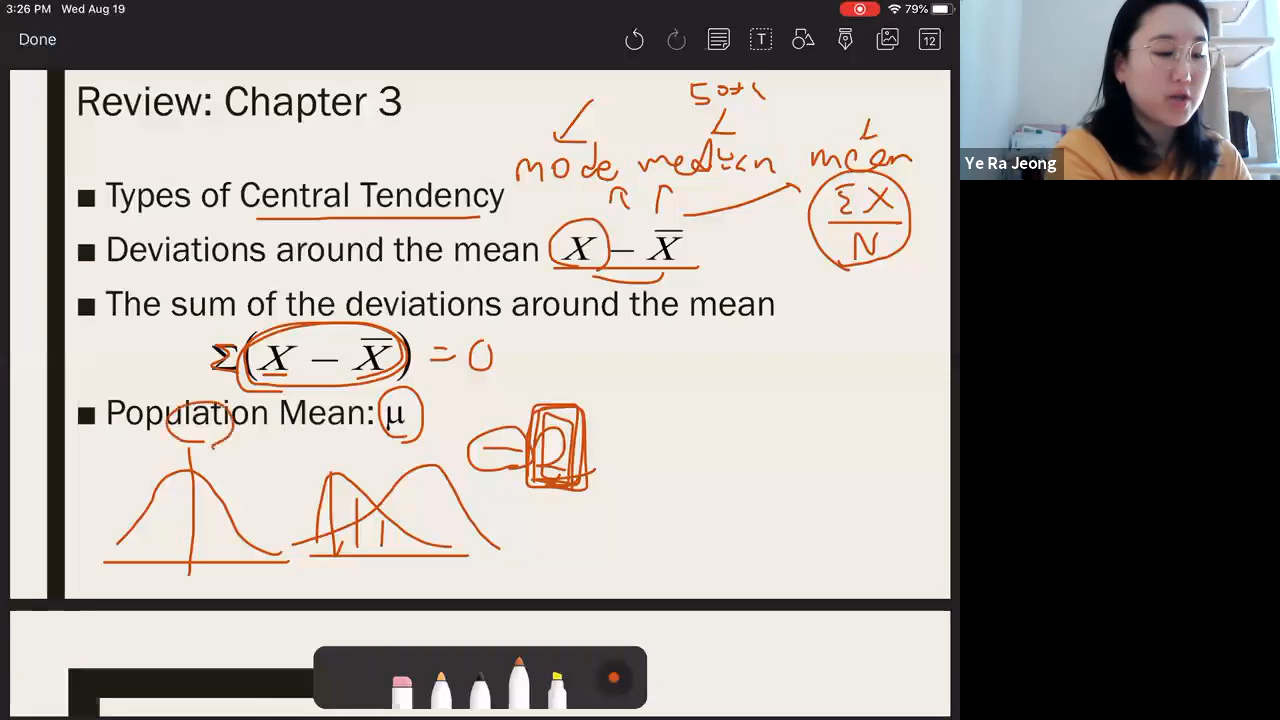 3:26 PM Wed Aug 19
79%
Done
T
12
Review: Chapter 3
50th
mode median mean
■ Types of Central Tendency
ΣX
N
■ Deviations around the mean X − X̅
■ The sum of the deviations around the mean
Σ(X − X̅) = 0
■ Population Mean: μ
Ye Ra Jeong